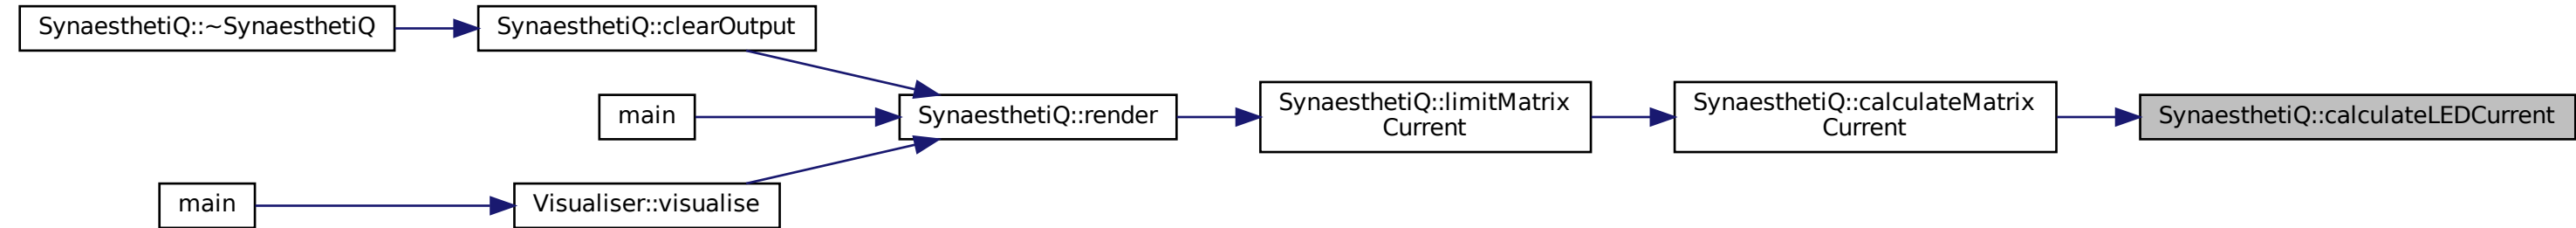 SynaesthetiQ::~SynaesthetiQ
SynaesthetiQ::clearOutput
main
SynaesthetiQ::render
SynaesthetiQ::limitMatrix
Current
SynaesthetiQ::calculateMatrix
Current
SynaesthetiQ::calculateLEDCurrent
main
Visualiser::visualise